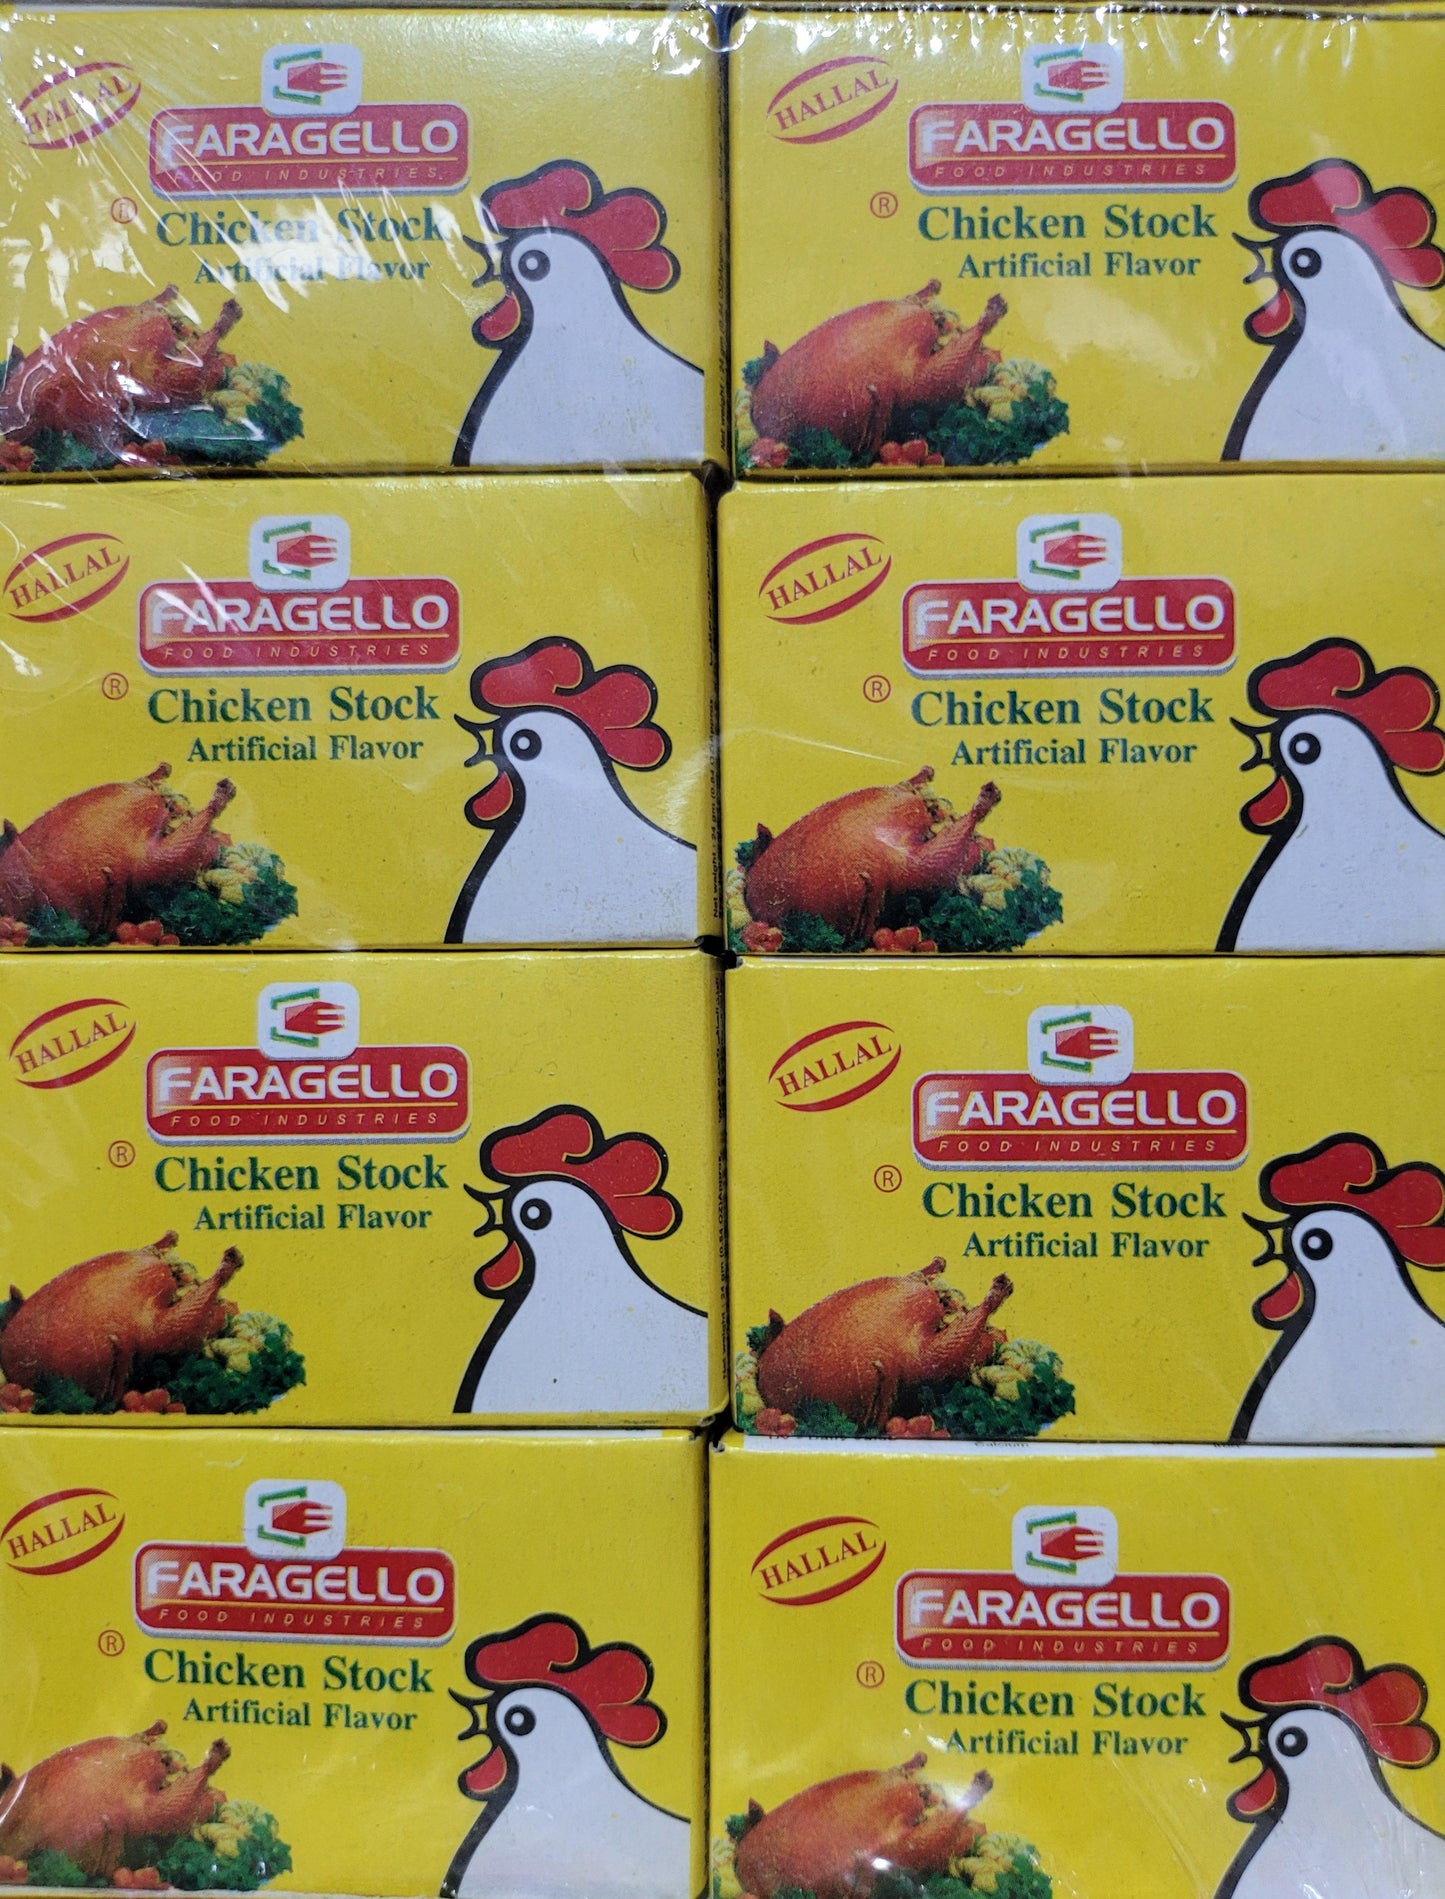 HALLAL
FARAGELLO
FOOD INDUSTRIES
®
Chicken Stock
Artificial Flavor
HALLAL
FARAGELLO
FOOD INDUSTRIES
®
Chicken Stock
Artificial Flavor
HALLAL
FARAGELLO
FOOD INDUSTRIES
®
Chicken Stock
Artificial Flavor
HALLAL
FARAGELLO
FOOD INDUSTRIES
®
Chicken Stock
Artificial Flavor
HALLAL
FARAGELLO
FOOD INDUSTRIES
®
Chicken Stock
Artificial Flavor
HALLAL
FARAGELLO
FOOD INDUSTRIES
®
Chicken Stock
Artificial Flavor
HALLAL
FARAGELLO
FOOD INDUSTRIES
®
Chicken Stock
Artificial Flavor
HALLAL
FARAGELLO
FOOD INDUSTRIES
®
Chicken Stock
Artificial Flavor